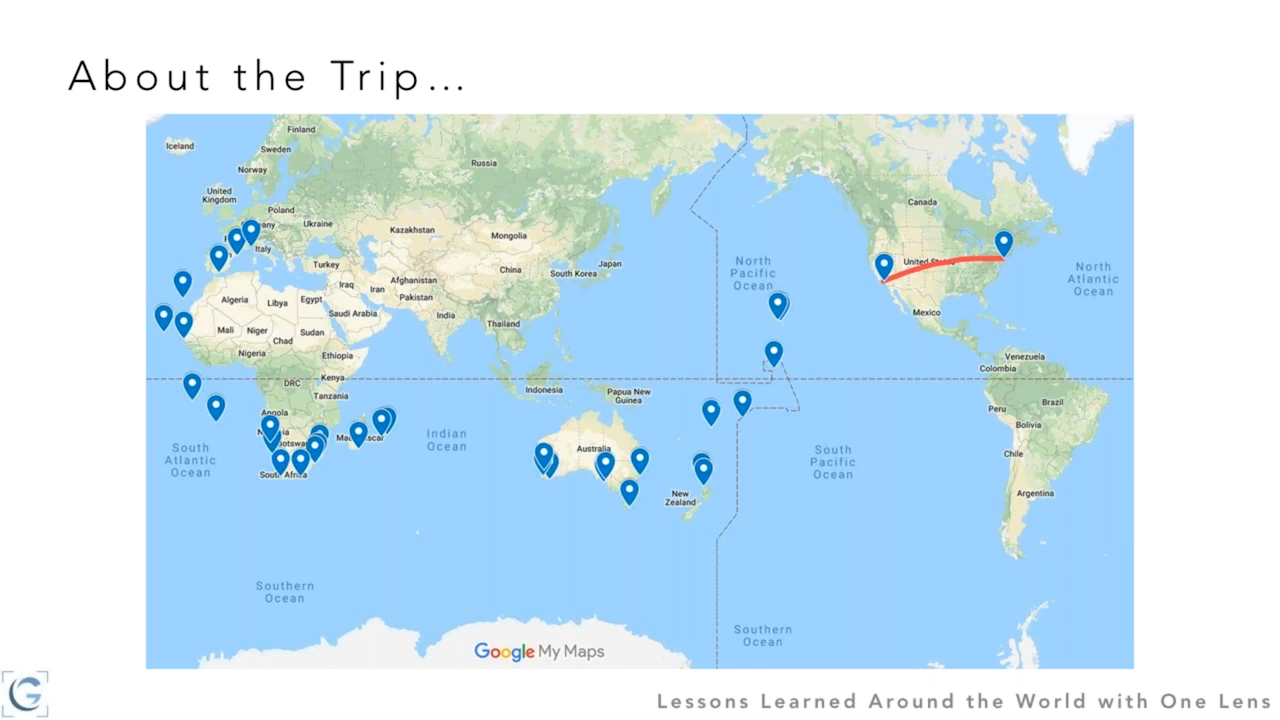 About the Trip...
Finland
Iceland
Sweden
Norway
Russia
United
Kingdom
Canada
Poland
Ukraine
Kazakhstan
Mongolia
Italy
Turkey
Japan
China
South Korea
North
Pacific
Ocean
North
Atlantic
Ocean
Iraq
Iran
Afghanistan
Pakistan
Algeria
Libya
Egypt
Saudi Arabia
India
Mexico
Mali
Niger
Sudan
Chad
Thailand
Nigeria
Ethiopia
Venezuela
Colombia
DRC
Kenya
Tanzania
Indonesia
Papua New
Guinea
Angola
Peru
Brazil
Bolivia
South
Atlantic
Ocean
Indian
Ocean
Australia
South
Pacific
Ocean
Chile
South Africa
New
Zealand
Argentina
Southern
Ocean
Southern
Ocean
Google My Maps
Lessons Learned Around the World with One Lens